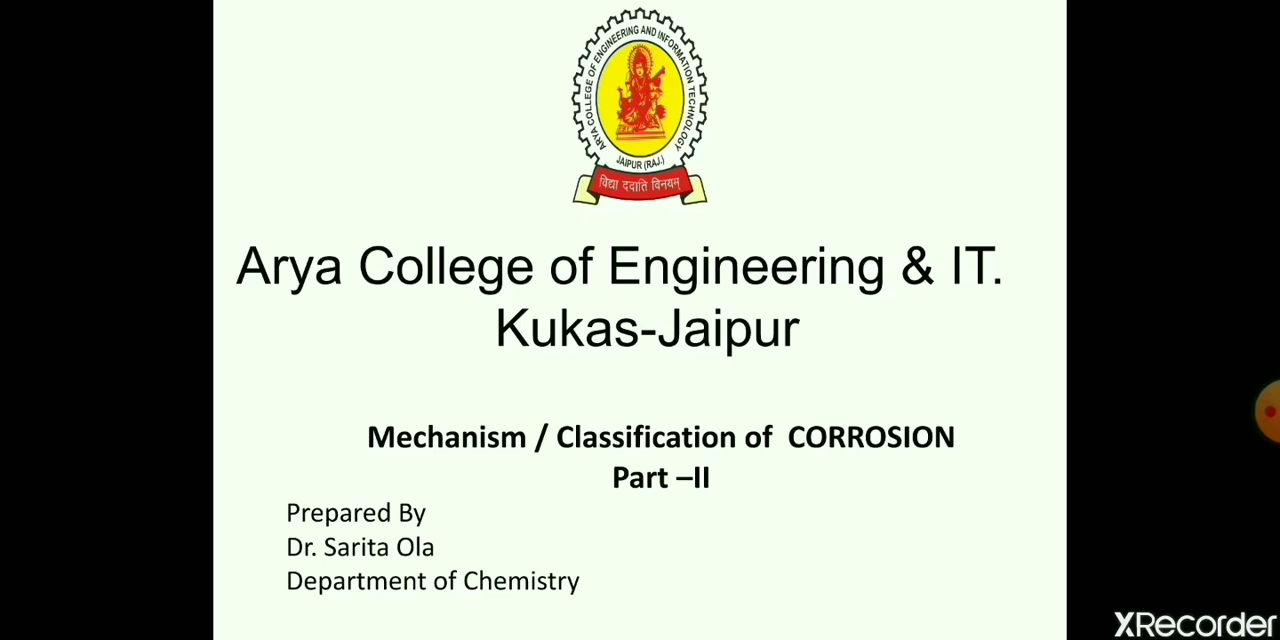 ARYA COLLEGE OF ENGINEERING AND INFORMATION TECHNOLOGY
JAIPUR (RAJ.)
विद्या ददाति विनयम्
Arya College of Engineering & IT.
Kukas-Jaipur
Mechanism / Classification of CORROSION
Part –II
Prepared By
Dr. Sarita Ola
Department of Chemistry
XRecorder